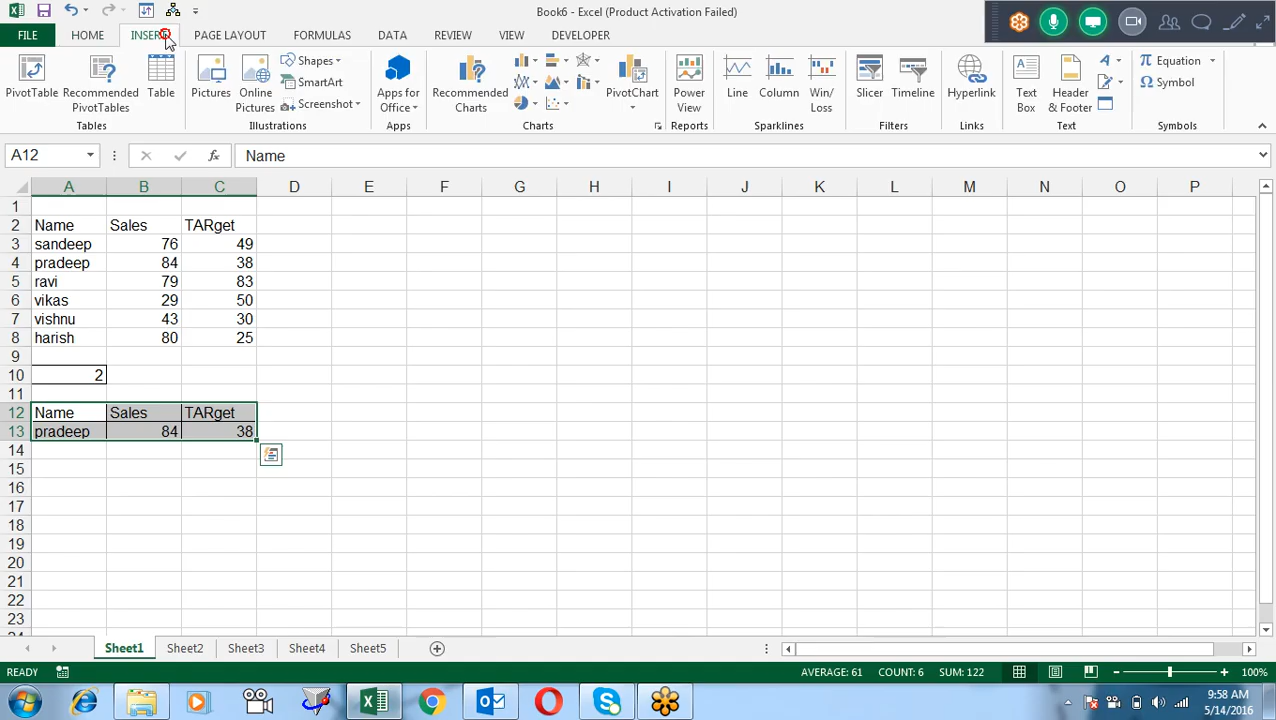 Book6 - Excel (Product Activation Failed)
FILE HOME INSERT PAGE LAYOUT FORMULAS DATA REVIEW VIEW DEVELOPER
PivotTable Recommended PivotTables Table Pictures Online Pictures Shapes SmartArt Screenshot Apps for Office Recommended Charts PivotChart Power View Line Column Win/Loss Slicer Timeline Hyperlink Text Box Header & Footer Equation Symbol
Tables Illustrations Apps Charts Reports Sparklines Filters Links Text Symbols
A12 fx Name
A B C D E F G H I J K L M N O P
1
2 Name Sales TARget
3 sandeep 76 49
4 pradeep 84 38
5 ravi 79 83
6 vikas 29 50
7 vishnu 43 30
8 harish 80 25
9
10 2
11
12 Name Sales TARget
13 pradeep 84 38
14
15
16
17
18
19
20
21
22
23
Sheet1 Sheet2 Sheet3 Sheet4 Sheet5
READY AVERAGE: 61 COUNT: 6 SUM: 122 100%
9:58 AM
5/14/2016